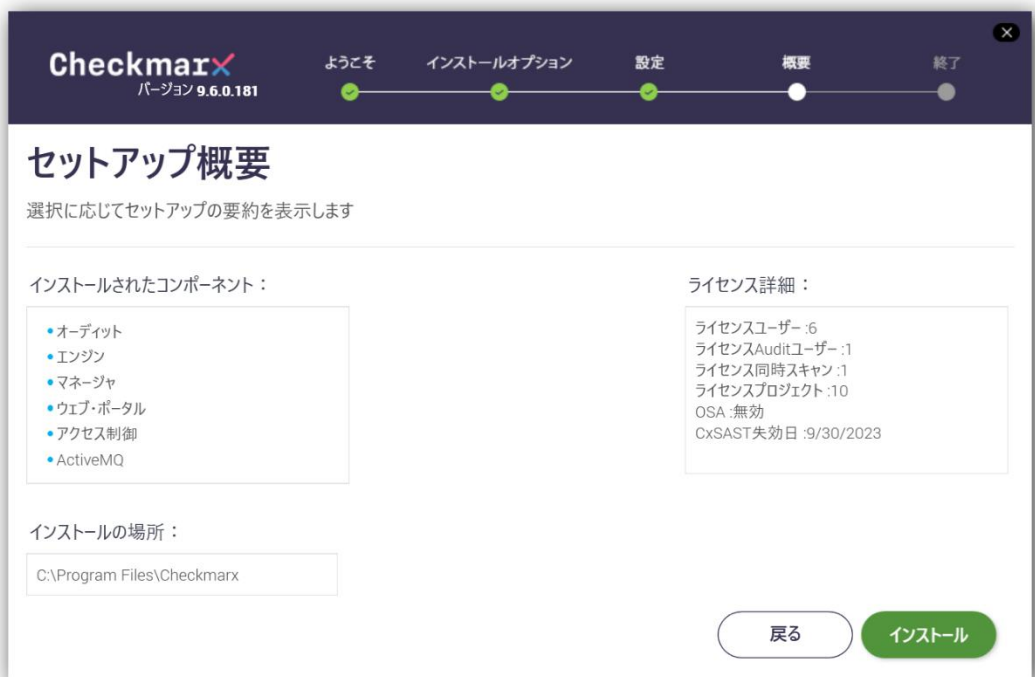 Checkmarx
バージョン 9.6.0.181
ようこそ
インストールオプション
設定
概要
終了
セットアップ概要
選択に応じてセットアップの要約を表示します
インストールされたコンポーネント：
• オーディット
• エンジン
• マネージャ
• ウェブ・ポータル
• アクセス制御
• ActiveMQ
ライセンス詳細：
ライセンスユーザー :6
ライセンスAuditユーザー :1
ライセンス同時スキャン :1
ライセンスプロジェクト :10
OSA :無効
CxSAST失効日 :9/30/2023
インストールの場所：
C:\Program Files\Checkmarx
戻る
インストール